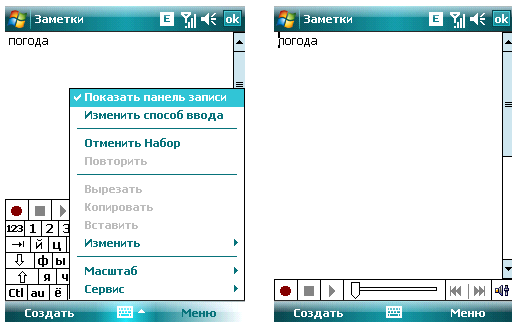 Заметки E ok
погода
Показать панель записи
Изменить способ ввода
Отменить Набор
Повторить
Вырезать
Копировать
Вставить
Изменить
Масштаб
Сервис
123 1 2 3
й ц
ф ы
я ч
Ctl au ё
Создать Меню
Заметки E ok
погода
Создать Меню